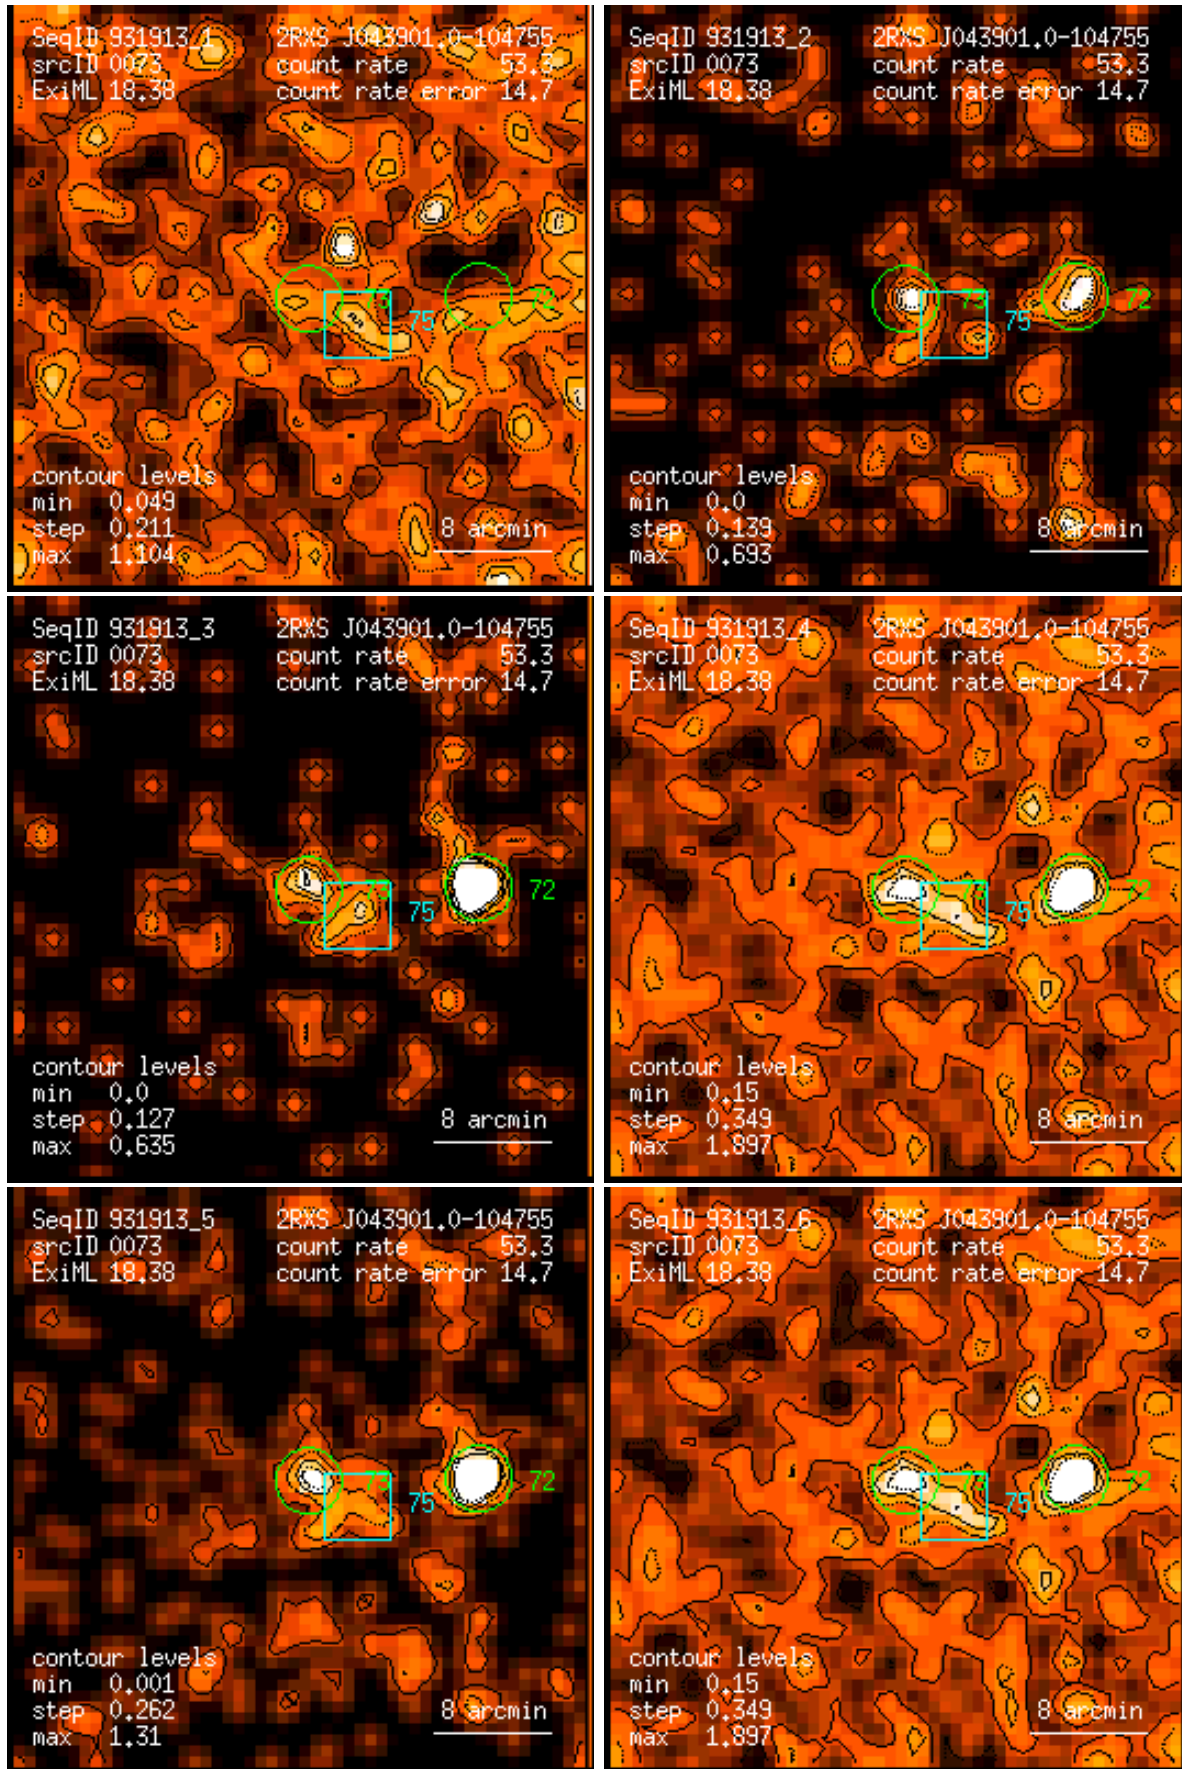 SeqID 931913_1 2RXS J043901.0-104755
srcID 0073 count rate 53.3
ExiML 18.38 count rate error 14.7
73 72
75
contour levels
min 0.049
step 0.211
max 1.104
8 arcmin
SeqID 931913_2 2RXS J043901.0-104755
srcID 0073 count rate 53.3
ExiML 18.38 count rate error 14.7
73 72
75
contour levels
min 0.0
step 0.139
max 0.693
8 arcmin
SeqID 931913_3 2RXS J043901.0-104755
srcID 0073 count rate 53.3
ExiML 18.38 count rate error 14.7
73 72
75
contour levels
min 0.0
step 0.127
max 0.635
8 arcmin
SeqID 931913_4 2RXS J043901.0-104755
srcID 0073 count rate 53.3
ExiML 18.38 count rate error 14.7
73 72
75
contour levels
min 0.15
step 0.349
max 1.897
8 arcmin
SeqID 931913_5 2RXS J043901.0-104755
srcID 0073 count rate 53.3
ExiML 18.38 count rate error 14.7
73 72
75
contour levels
min 0.001
step 0.262
max 1.31
8 arcmin
SeqID 931913_6 2RXS J043901.0-104755
srcID 0073 count rate 53.3
ExiML 18.38 count rate error 14.7
73 72
75
contour levels
min 0.15
step 0.349
max 1.897
8 arcmin